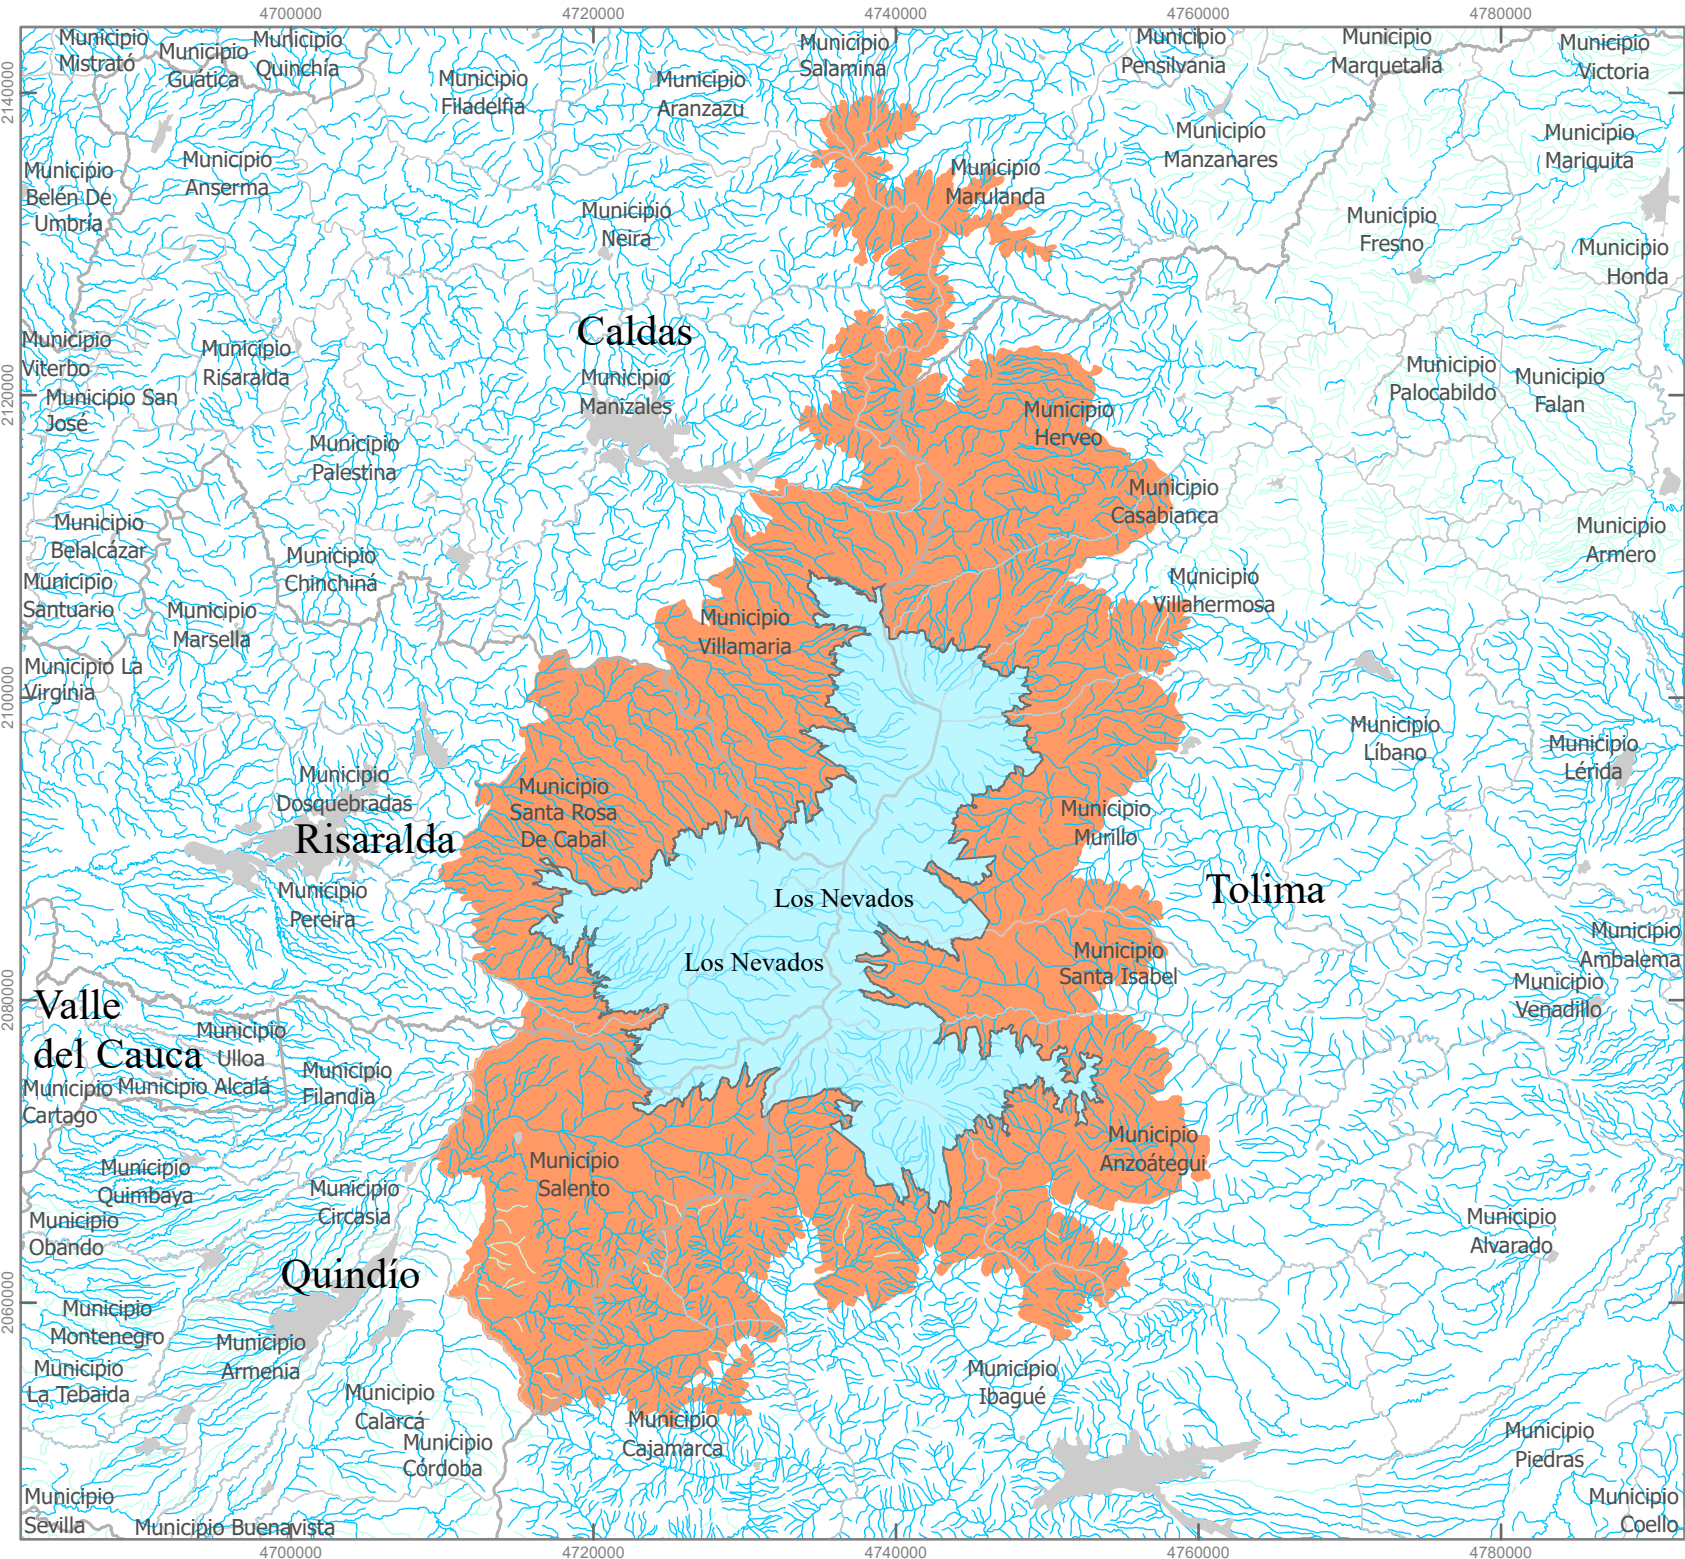 4700000
4720000
4740000
4760000
4780000
Municipio
Mistrató
Municipio
Guática
Municipio
Quinchía
Municipio
Filadelfia
Municipio
Aranzazu
Municipio
Salamina
Municipio
Pensilvania
Municipio
Marquetalia
Municipio
Victoria
2140000
Municipio
Belén De
Umbria
Municipio
Anserma
Municipio
Neira
Municipio
Marulanda
Municipio
Manzanares
Municipio
Mariquita
Municipio
Fresno
Municipio
Honda
Caldas
Municipio
Viterbo
Municipio
Risaralda
Municipio
Manizales
Municipio San
José
2120000
Municipio
Palestina
Municipio
Herveo
Municipio
Palocabildo
Municipio
Falan
Municipio
Casabianca
Municipio
Belalcázar
Municipio
Chinchiná
Municipio
Armero
Municipio
Santuario
Municipio
Marsella
Municipio
Villamaria
Municipio
Villahermosa
Municipio La
Virginia
2100000
Municipio
Líbano
Municipio
Lérida
Municipio
Dosquebradas
Municipio
Santa Rosa
De Cabal
Municipio
Murillo
Risaralda
Municipio
Pereira
Los Nevados
Tolima
Los Nevados
Municipio
Santa Isabel
Municipio
Ambalema
Municipio
Venadillo
2080000
Valle
del Cauca
Municipio
Ulloa
Municipio
Filandia
Municipio Alcalá
Municipio
Cartago
Municipio
Quimbaya
Municipio
Circasia
Municipio
Salento
Municipio
Anzoátegui
Municipio
Obando
Municipio
Alvarado
Quindío
2060000
Municipio
Montenegro
Municipio
Armenia
Municipio
La Tebaida
Municipio
Calarcá
Municipio
Ibagué
Municipio
Cajamarca
Municipio
Córdoba
Municipio
Piedras
Municipio
Sevilla
Municipio Buenavista
Municipio
Coello
4700000
4720000
4740000
4760000
4780000